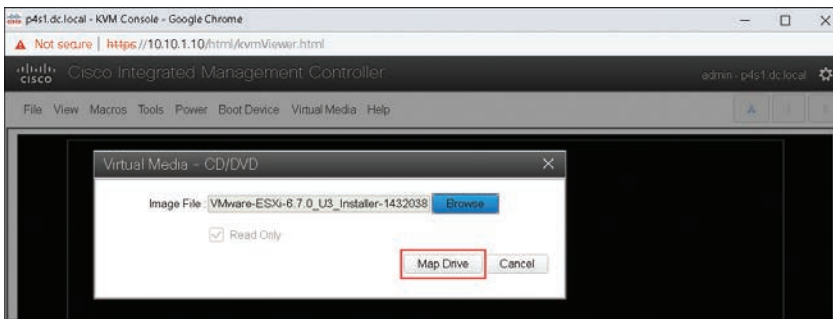 p4s1.dc.local - KVM Console - Google Chrome
Not secure | https://10.10.1.10/html/kvmViewer.html
cisco Cisco Integrated Management Controller admin - p4s1.dc.local
File View Macros Tools Power Boot Device Virtual Media Help A
Virtual Media - CD/DVD
Image File : VMware-ESXi-6.7.0_U3_Installer-1432038 Browse
Read Only
Map Drive Cancel